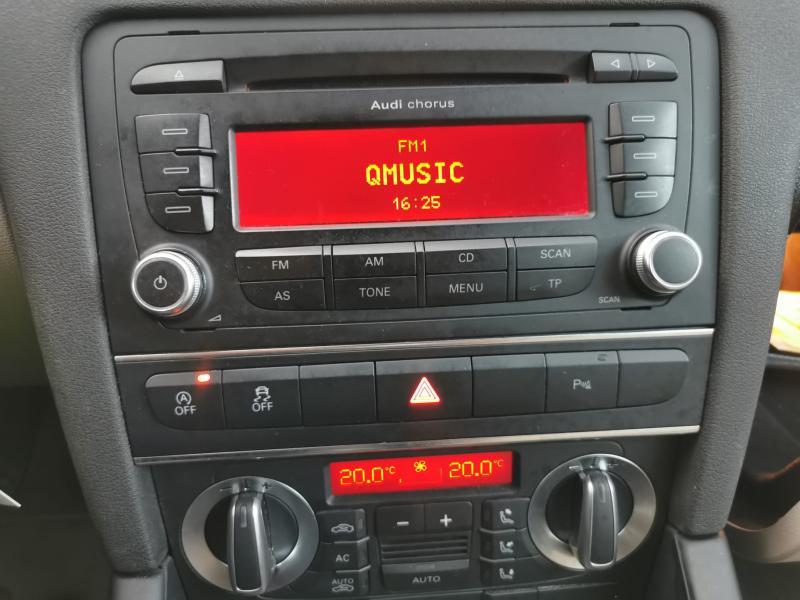 Audi chorus
FM1
QMUSIC
16:25
FM AM CD SCAN
AS TONE MENU TP
SCAN
A OFF OFF P
20.0°C 20.0°C
AC
AUTO AUTO